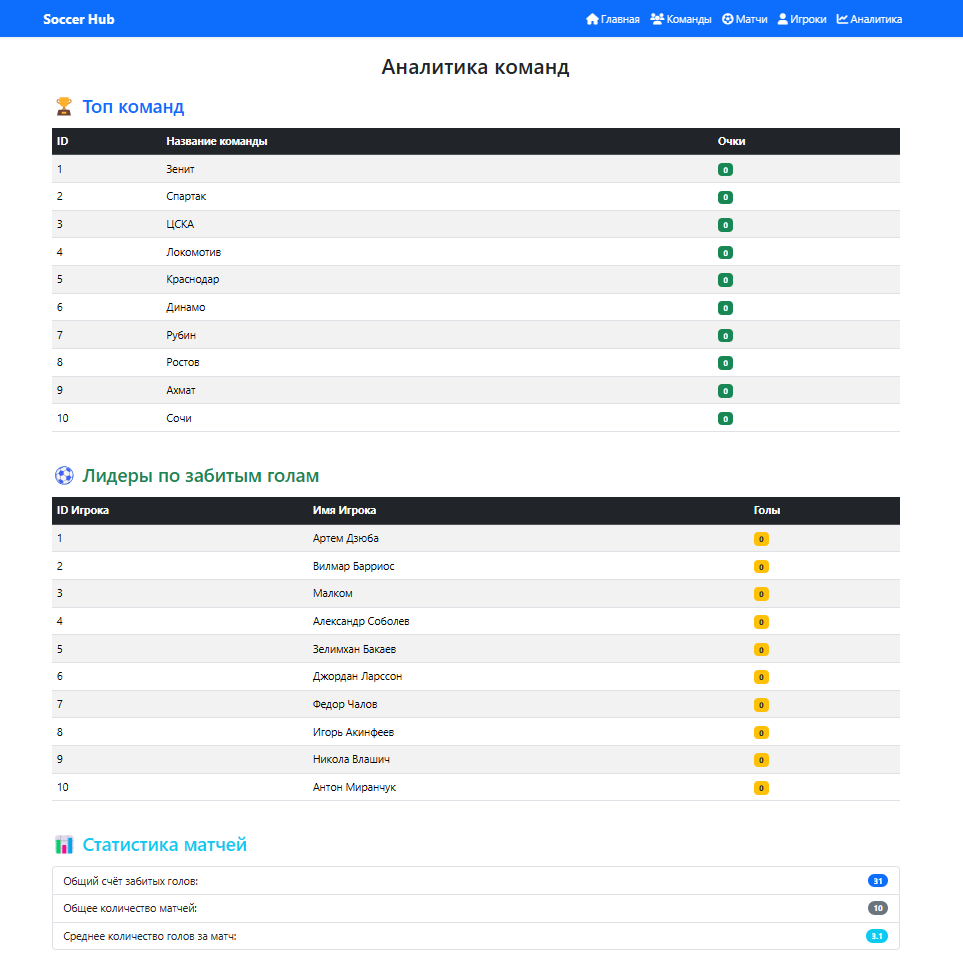 Soccer Hub Главная Команды Матчи Игроки Аналитика
Аналитика команд
Топ команд
ID Название команды Очки
1 Зенит 0
2 Спартак 0
3 ЦСКА 0
4 Локомотив 0
5 Краснодар 0
6 Динамо 0
7 Рубин 0
8 Ростов 0
9 Ахмат 0
10 Сочи 0
Лидеры по забитым голам
ID Игрока Имя Игрока Голы
1 Артем Дзюба 0
2 Вилмар Барриос 0
3 Малком 0
4 Александр Соболев 0
5 Зелимхан Бакаев 0
6 Джордан Ларссон 0
7 Федор Чалов 0
8 Игорь Акинфеев 0
9 Никола Влашич 0
10 Антон Миранчук 0
Статистика матчей
Общий счёт забитых голов: 31
Общее количество матчей: 10
Среднее количество голов за матч: 3.1